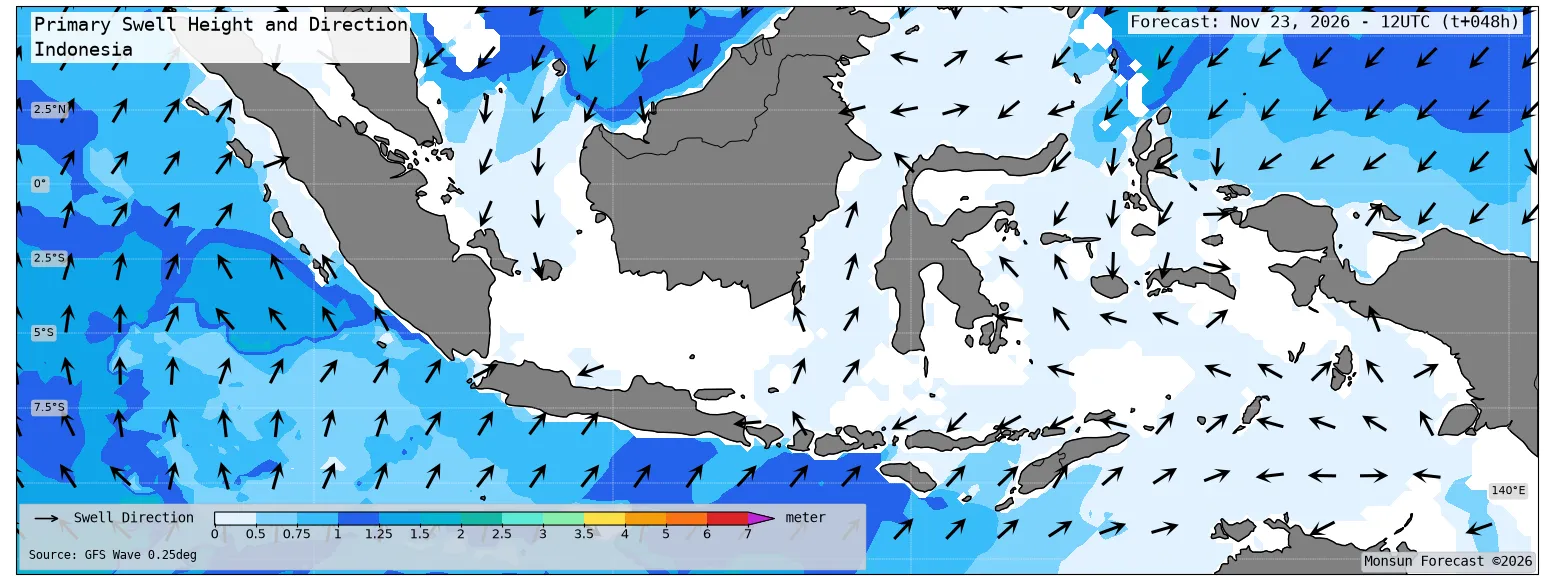 Primary Swell Height and Direction
Indonesia
Forecast: Nov 23, 2026 - 12UTC (t+048h)
2.5°N
0°
2.5°S
5°S
7.5°S
140°E
Swell Direction
0 0.5 0.75 1 1.25 1.5 2 2.5 3 3.5 4 5 6 7
meter
Source: GFS Wave 0.25deg
Monsun Forecast ©2026